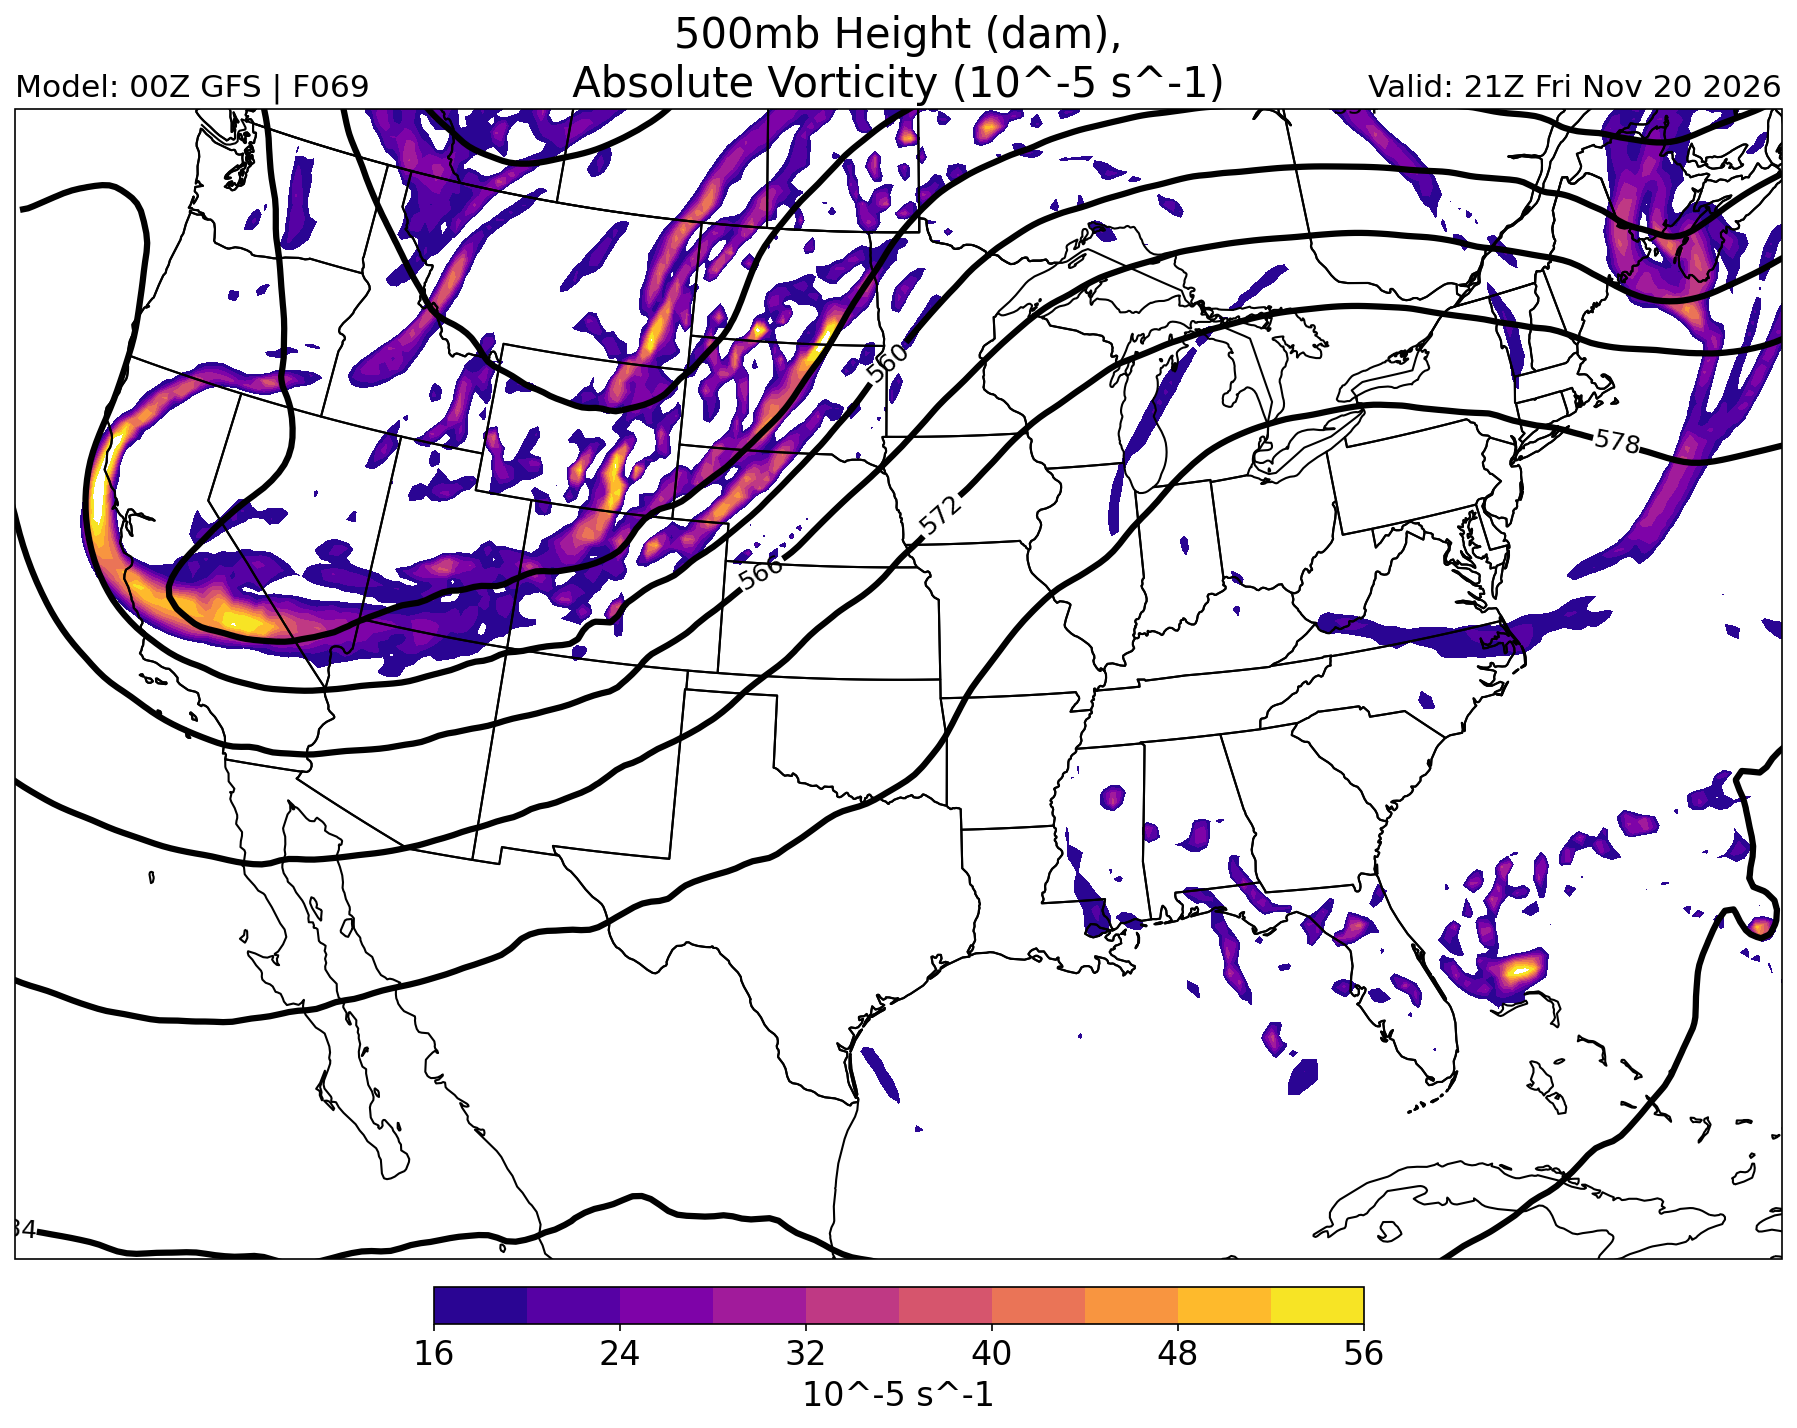 500mb Height (dam),
Model: 00Z GFS | F069
Absolute Vorticity (10^-5 s^-1)
Valid: 21Z Fri Nov 20 2026
560
578
572
566
34
16 24 32 40 48 56
10^-5 s^-1